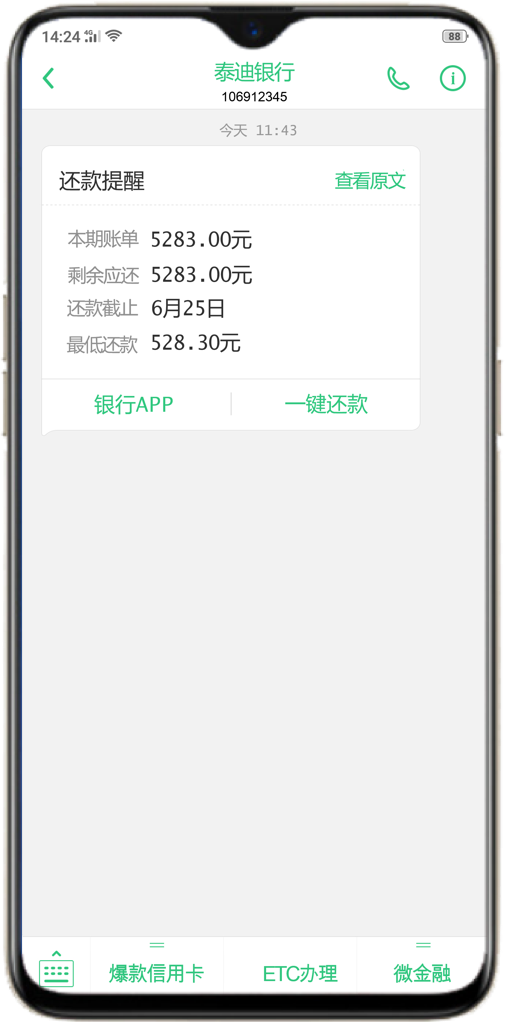 14:24 4G 88
泰迪银行
106912345
今天 11:43
还款提醒 查看原文
本期账单 5283.00元
剩余应还 5283.00元
还款截止 6月25日
最低还款 528.30元
银行APP 一键还款
爆款信用卡 ETC办理 微金融